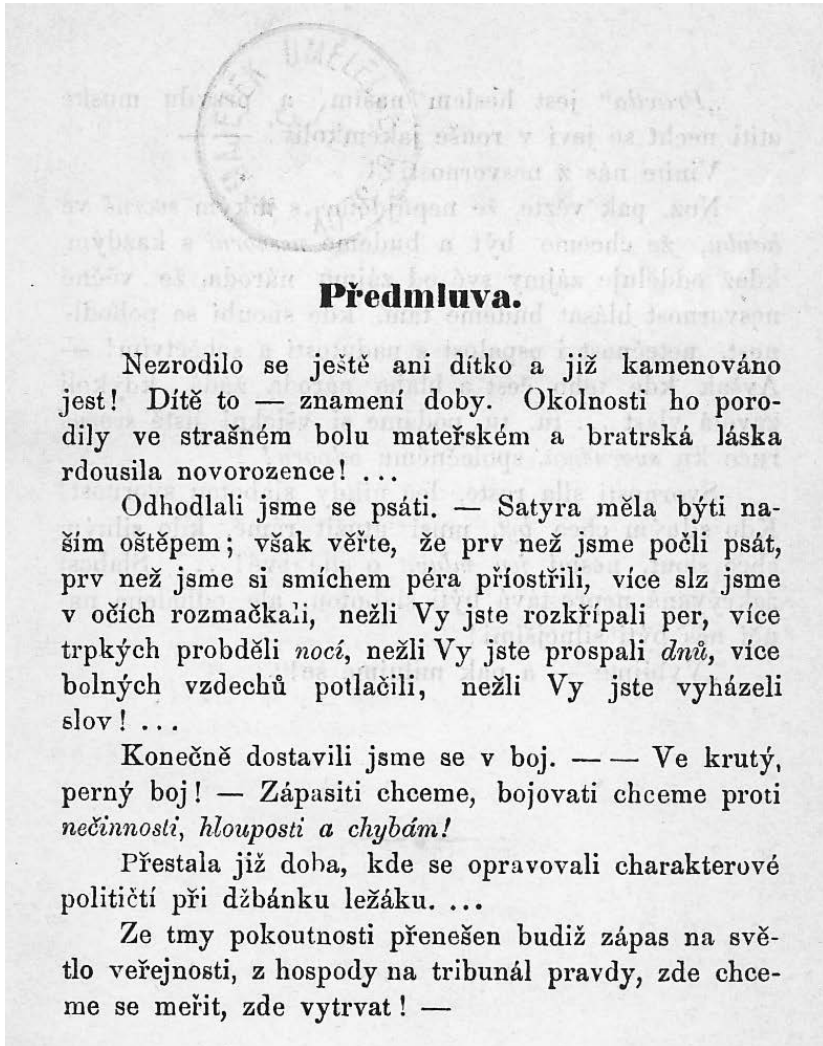 Předmluva.
Nezrodilo se ještě ani dítko a již kamenováno
jest! Dítě to — znamení doby. Okolnosti ho poro-
dily ve strašném bolu mateřském a bratrská láska
rdousila novorozence! ...
Odhodlali jsme se psáti. — Satyra měla býti na-
ším oštěpem; však věřte, že prv než jsme počli psát,
prv než jsme si smíchem péra přiostřili, více slz jsme
v očích rozmačkali, nežli Vy jste rozkřípali per, více
trpkých probděli nocí, nežli Vy jste prospali dnů, více
bolných vzdechů potlačili, nežli Vy jste vyházeli
slov! ...
Konečně dostavili jsme se v boj. — — Ve krutý,
perný boj! — Zápasiti chceme, bojovati chceme proti
nečinnosti, hlouposti a chybám!
Přestala již doba, kde se opravovali charakterové
političtí při džbánku ležáku. ...
Ze tmy pokoutnosti přenešen budiž zápas na svě-
tlo veřejnosti, z hospody na tribunál pravdy, zde chce-
me se meřit, zde vytrvat! —